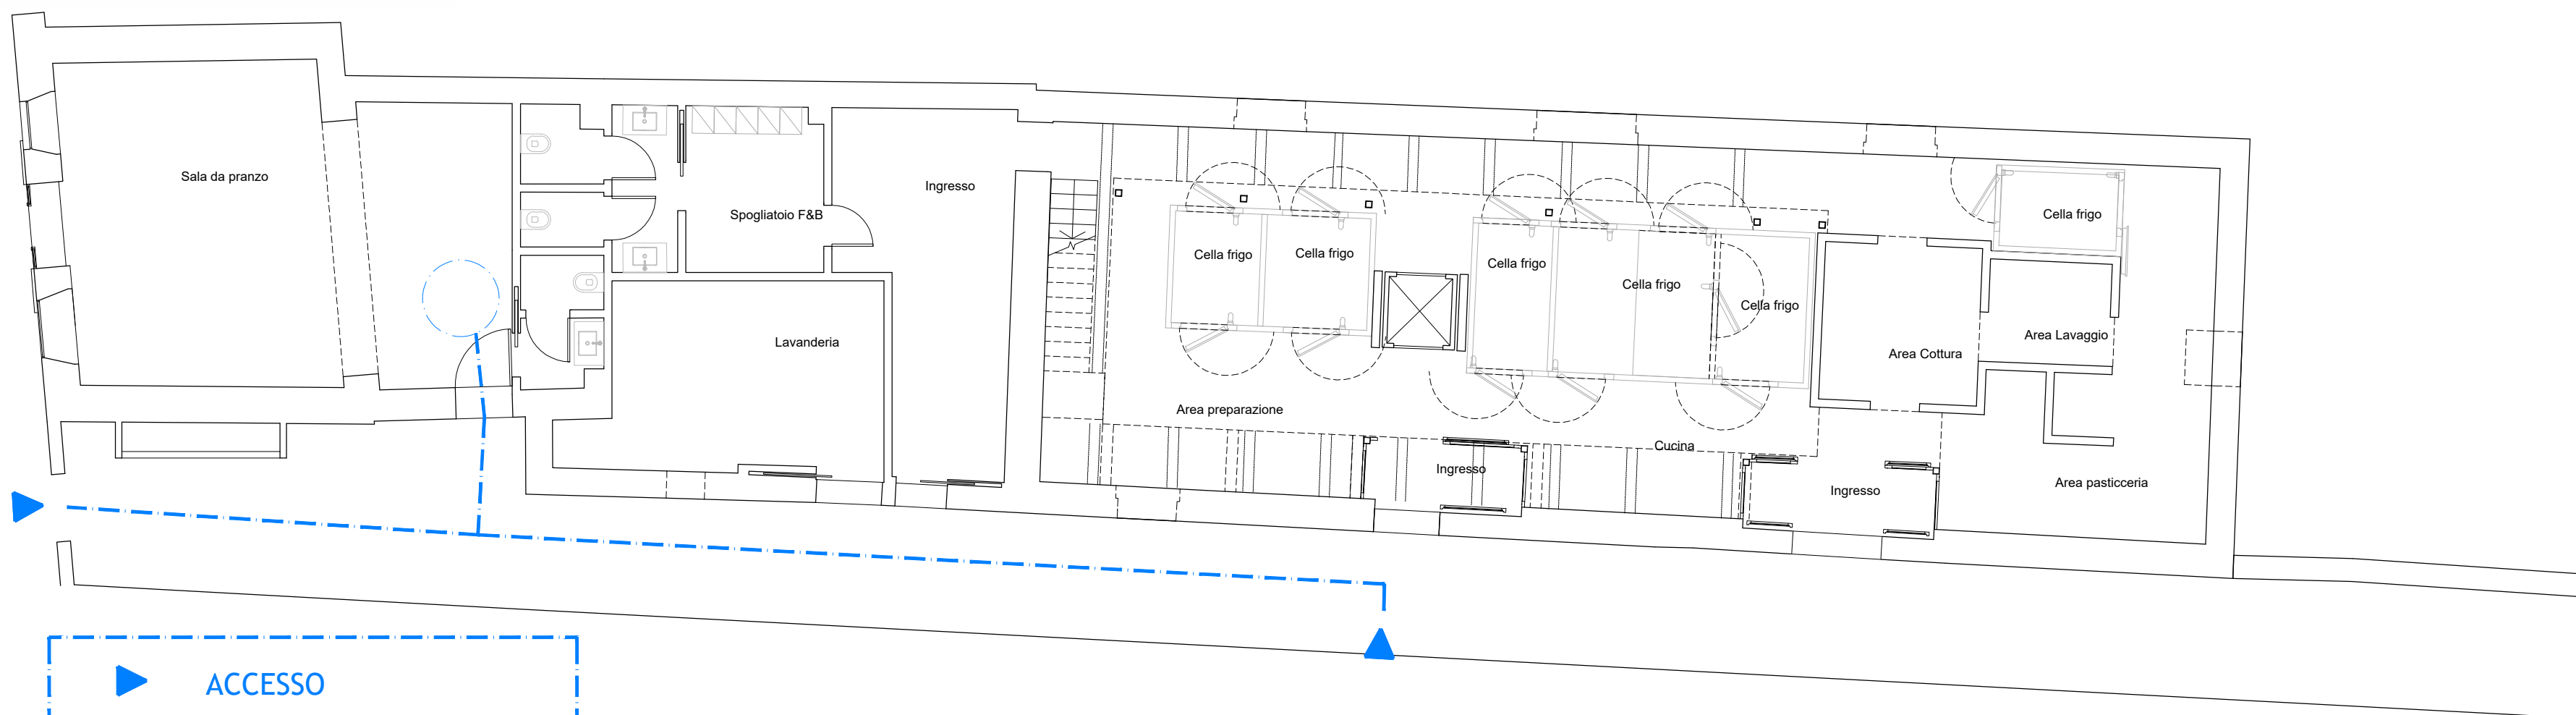 Sala da pranzo
Spogliatoio F&B
Ingresso
Lavanderia
Cella frigo
Cella frigo
Cella frigo
Cella frigo
Cella frigo
Cella frigo
Area Cottura
Area Lavaggio
Area preparazione
Cucina
Ingresso
Ingresso
Area pasticceria
ACCESSO